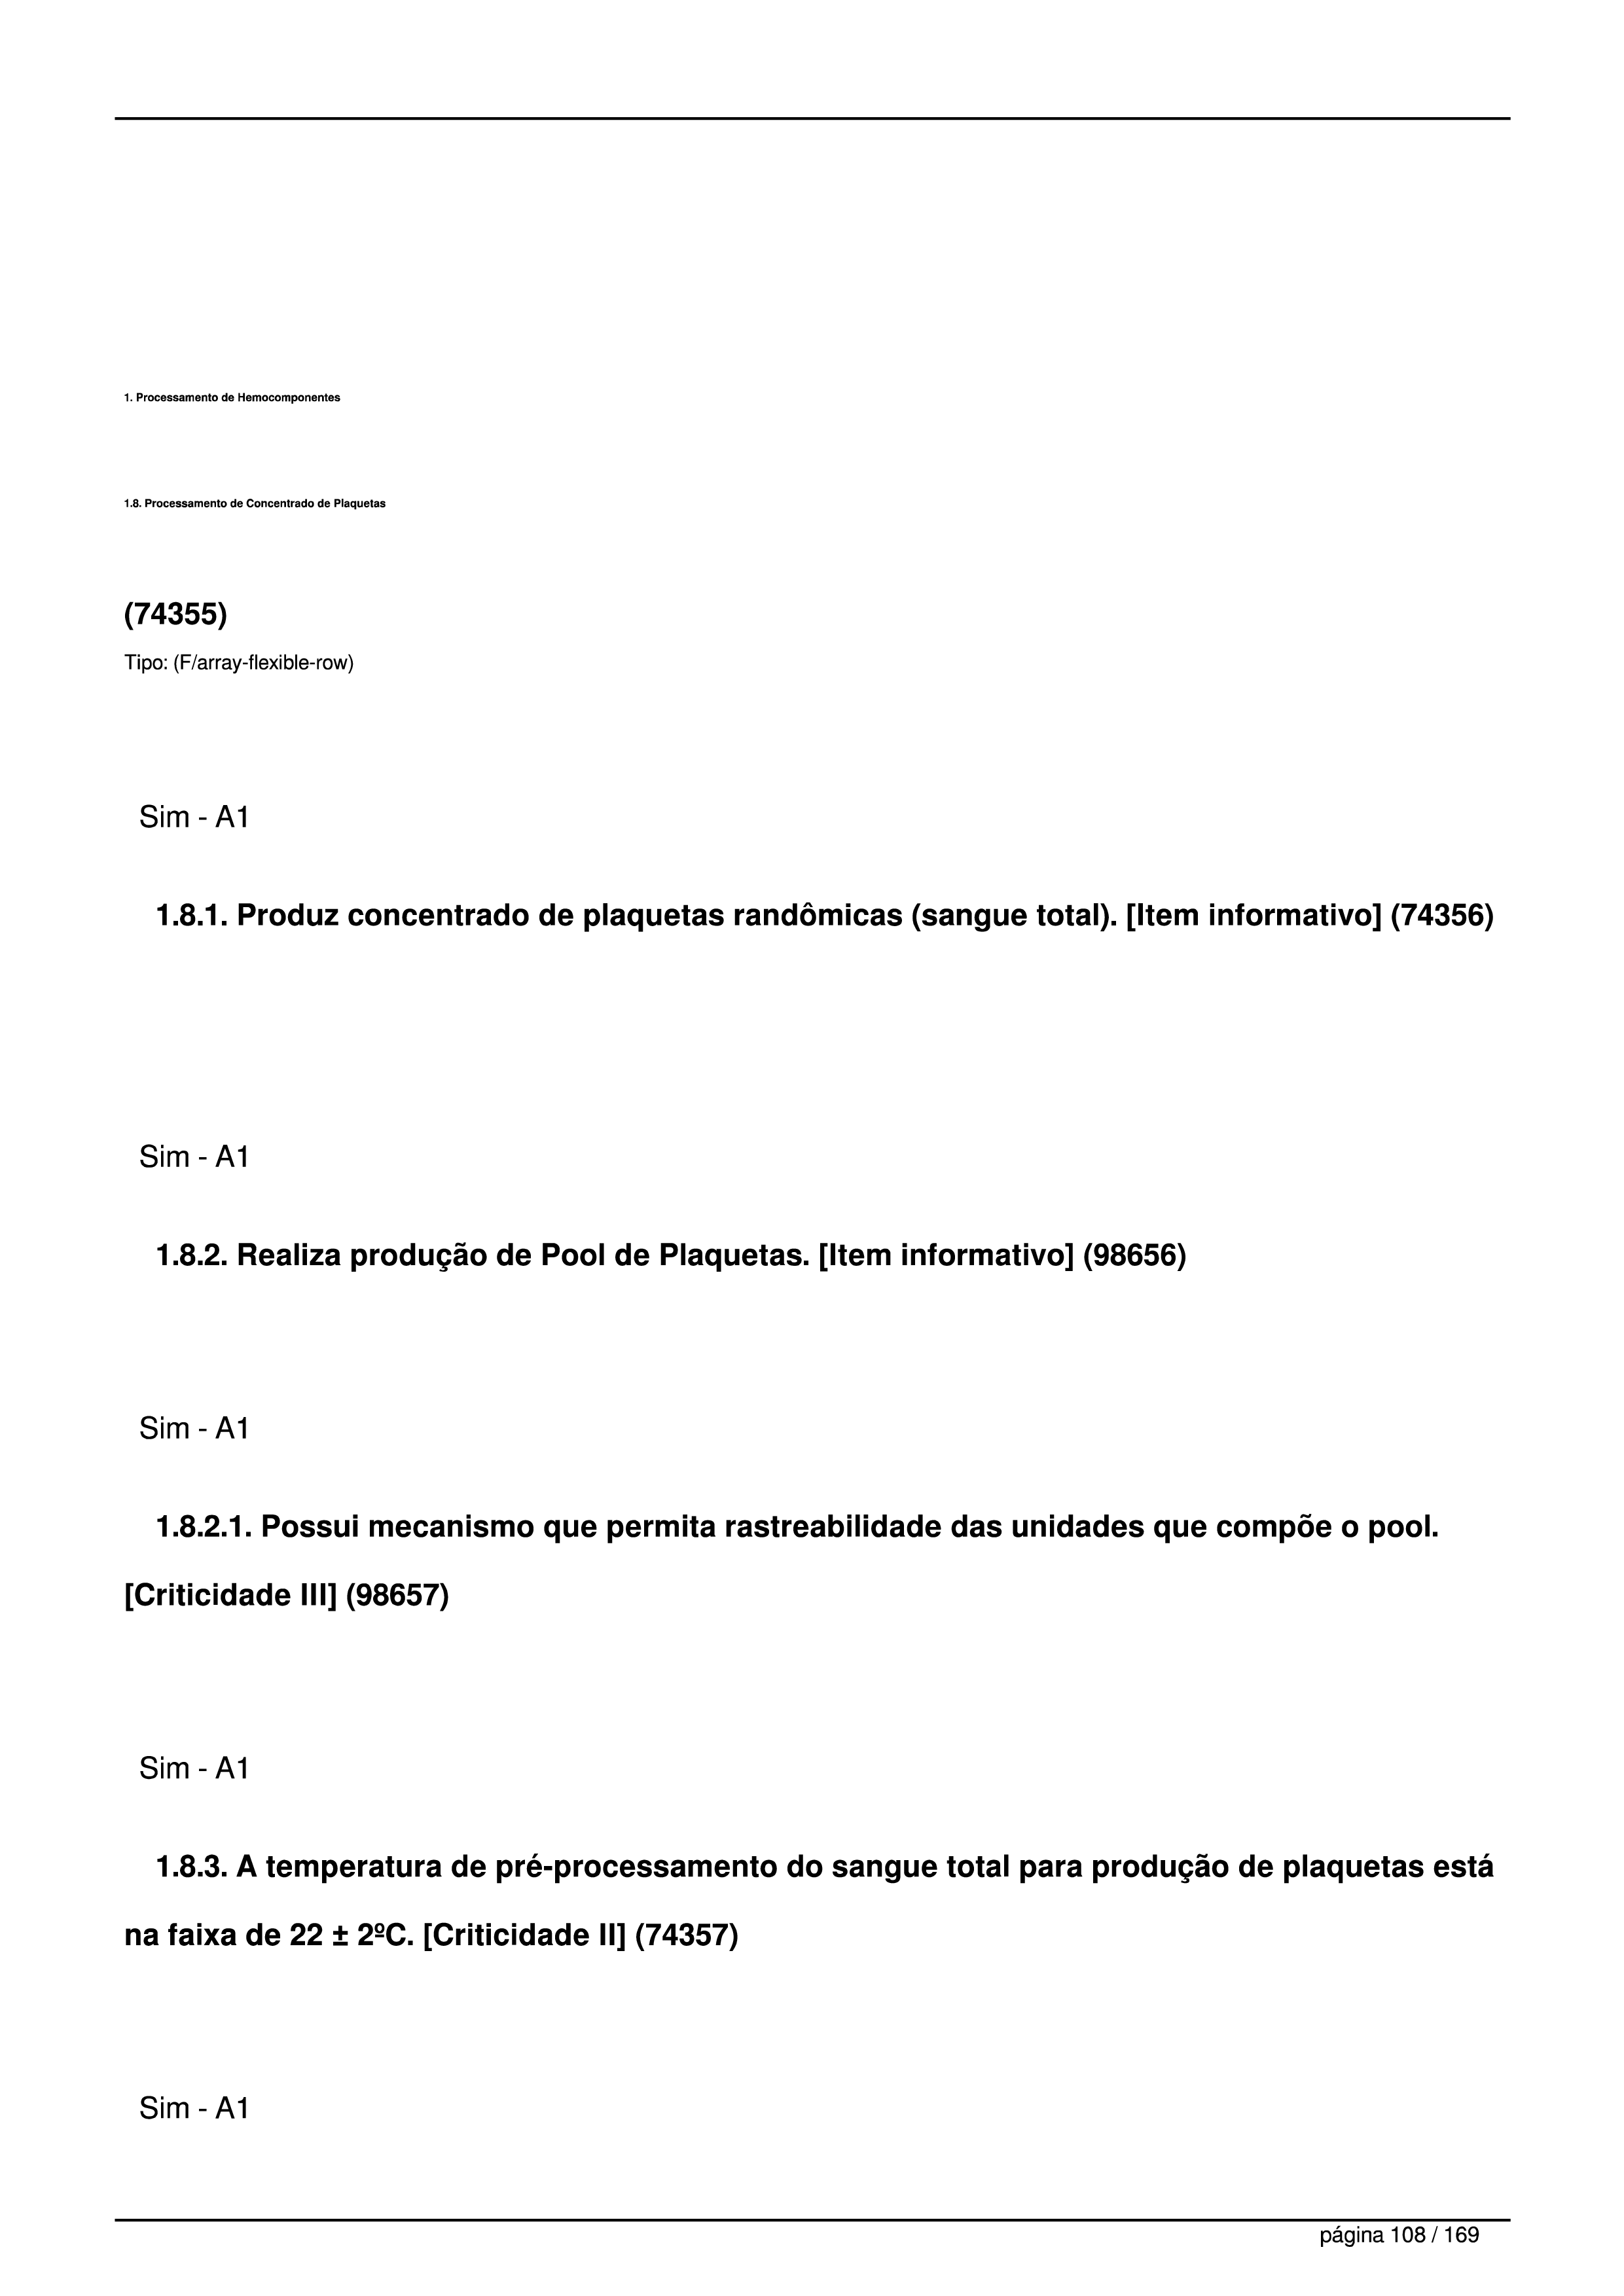 1. Processamento de Hemocomponentes
1.8. Processamento de Concentrado de Plaquetas
(74355)
Tipo: (F/array-flexible-row)
Sim - A1
1.8.1. Produz concentrado de plaquetas randômicas (sangue total). [Item informativo] (74356)
Sim - A1
1.8.2. Realiza produção de Pool de Plaquetas. [Item informativo] (98656)
Sim - A1
1.8.2.1. Possui mecanismo que permita rastreabilidade das unidades que compõe o pool.
[Criticidade III] (98657)
Sim - A1
1.8.3. A temperatura de pré-processamento do sangue total para produção de plaquetas está
na faixa de 22 ± 2ºC. [Criticidade II] (74357)
Sim - A1
página 108 / 169